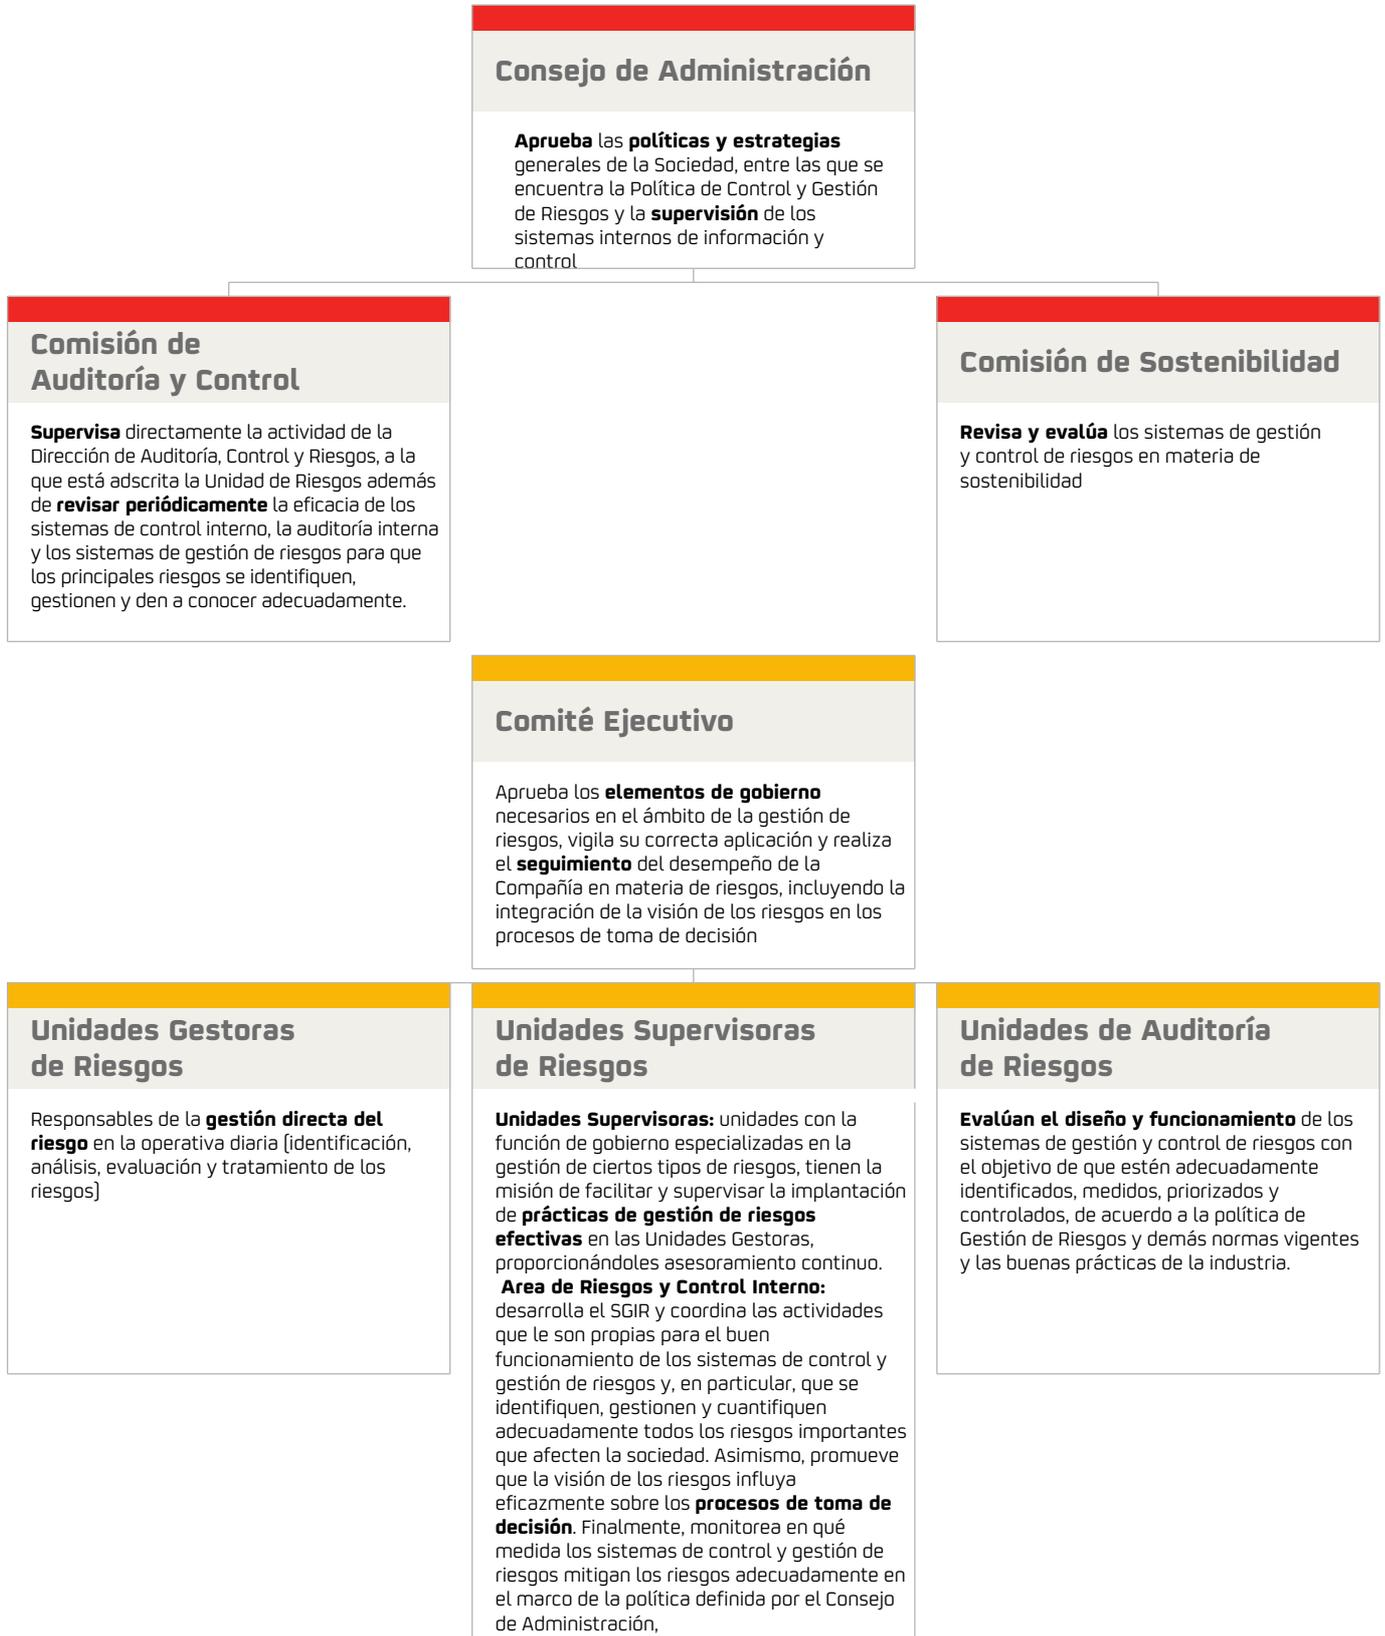 Consejo de Administración
Aprueba las políticas y estrategias
generales de la Sociedad, entre las que se
encuentra la Política de Control y Gestión
de Riesgos y la supervisión de los
sistemas internos de información y
control
Comisión de
Auditoría y Control
Supervisa directamente la actividad de la
Dirección de Auditoría, Control y Riesgos, a la
que está adscrita la Unidad de Riesgos además
de revisar periódicamente la eficacia de los
sistemas de control interno, la auditoría interna
y los sistemas de gestión de riesgos para que
los principales riesgos se identifiquen,
gestionen y den a conocer adecuadamente.
Comisión de Sostenibilidad
Revisa y evalúa los sistemas de gestión
y control de riesgos en materia de
sostenibilidad
Comité Ejecutivo
Aprueba los elementos de gobierno
necesarios en el ámbito de la gestión de
riesgos, vigila su correcta aplicación y realiza
el seguimiento del desempeño de la
Compañía en materia de riesgos, incluyendo la
integración de la visión de los riesgos en los
procesos de toma de decisión
Unidades Gestoras
de Riesgos
Responsables de la gestión directa del
riesgo en la operativa diaria (identificación,
análisis, evaluación y tratamiento de los
riesgos)
Unidades Supervisoras
de Riesgos
Unidades Supervisoras: unidades con la
función de gobierno especializadas en la
gestión de ciertos tipos de riesgos, tienen la
misión de facilitar y supervisar la implantación
de prácticas de gestión de riesgos
efectivas en las Unidades Gestoras,
proporcionándoles asesoramiento continuo.
Area de Riesgos y Control Interno:
desarrolla el SGIR y coordina las actividades
que le son propias para el buen
funcionamiento de los sistemas de control y
gestión de riesgos y, en particular, que se
identifiquen, gestionen y cuantifiquen
adecuadamente todos los riesgos importantes
que afecten la sociedad. Asimismo, promueve
que la visión de los riesgos influya
eficazmente sobre los procesos de toma de
decisión. Finalmente, monitorea en qué
medida los sistemas de control y gestión de
riesgos mitigan los riesgos adecuadamente en
el marco de la política definida por el Consejo
de Administración,
Unidades de Auditoría
de Riesgos
Evalúan el diseño y funcionamiento de los
sistemas de gestión y control de riesgos con
el objetivo de que estén adecuadamente
identificados, medidos, priorizados y
controlados, de acuerdo a la política de
Gestión de Riesgos y demás normas vigentes
y las buenas prácticas de la industria.